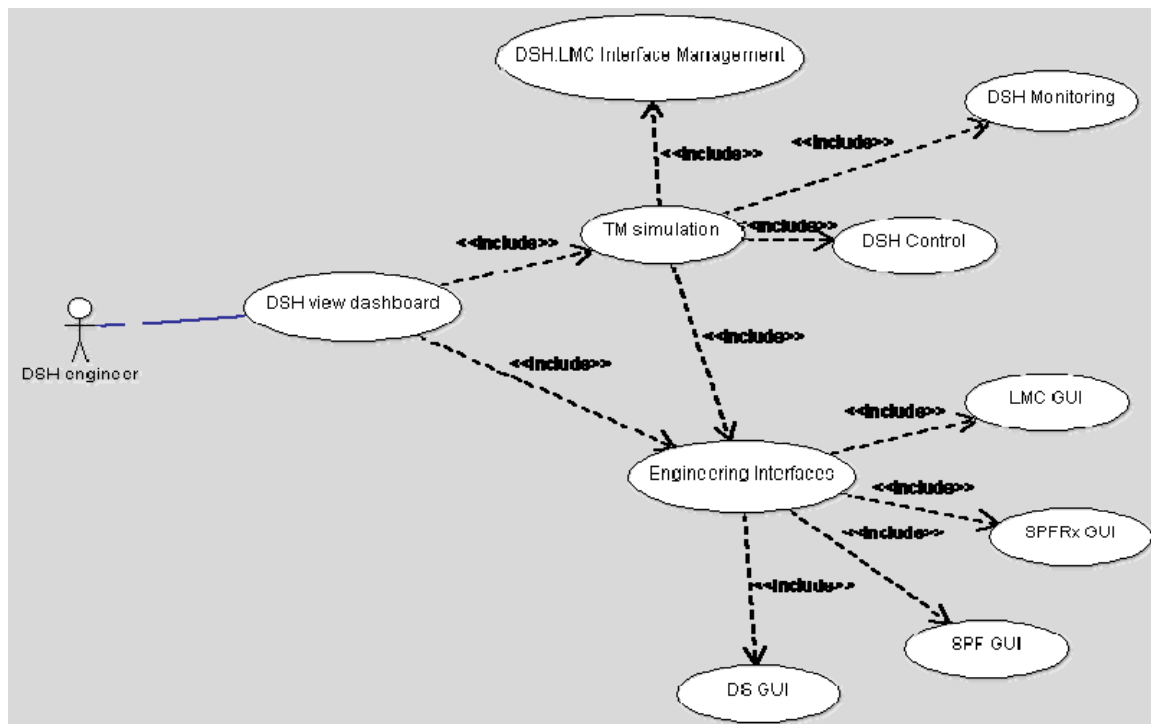 DSH.LMC Interface Management
DSH Monitoring
<<include>>
<<include>>
TM simulation
<<include>>
DSH Control
<<include>>
DSH view dashboard
<<include>>
<<include>>
DSH engineer
LMC GUI
<<include>>
Engineering Interfaces
<<include>>
SPFRx GUI
<<include>>
<<include>>
SPF GUI
DS GUI